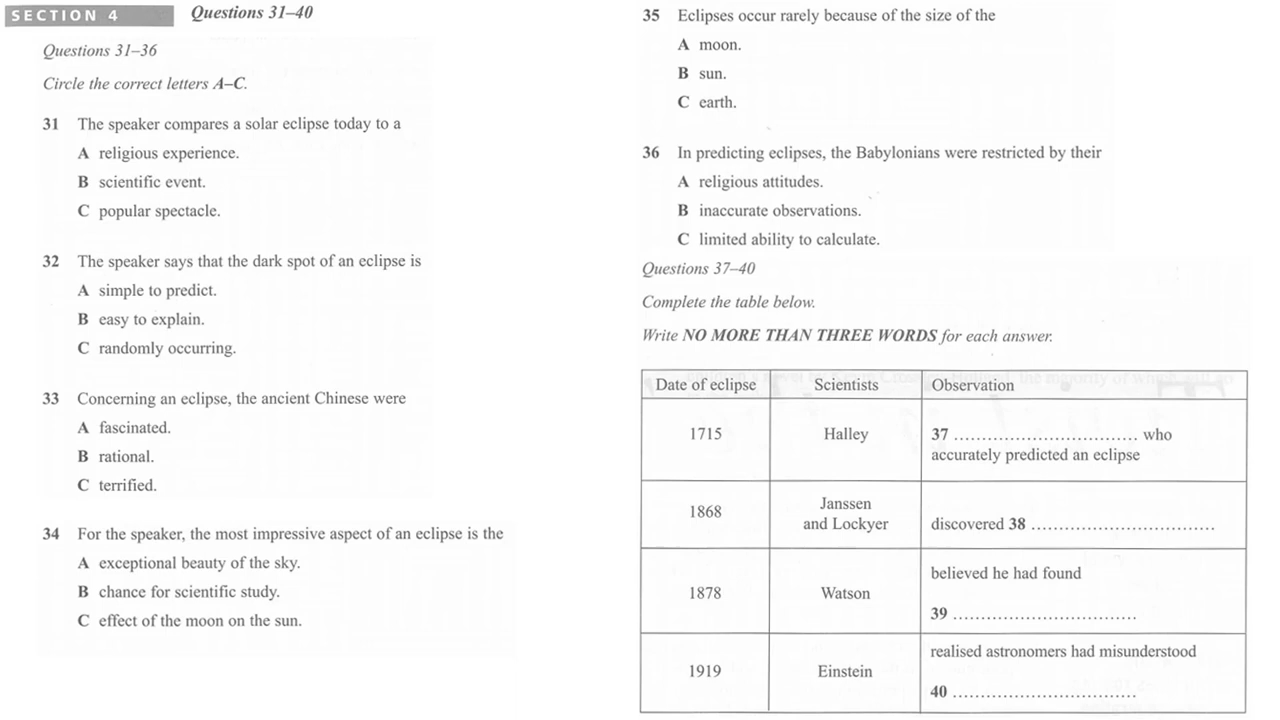 SECTION 4
Questions 31–40
Questions 31–36
Circle the correct letters A–C.
31 The speaker compares a solar eclipse today to a
A religious experience.
B scientific event.
C popular spectacle.
32 The speaker says that the dark spot of an eclipse is
A simple to predict.
B easy to explain.
C randomly occurring.
33 Concerning an eclipse, the ancient Chinese were
A fascinated.
B rational.
C terrified.
34 For the speaker, the most impressive aspect of an eclipse is the
A exceptional beauty of the sky.
B chance for scientific study.
C effect of the moon on the sun.
35 Eclipses occur rarely because of the size of the
A moon.
B sun.
C earth.
36 In predicting eclipses, the Babylonians were restricted by their
A religious attitudes.
B inaccurate observations.
C limited ability to calculate.
Questions 37–40
Complete the table below.
Write NO MORE THAN THREE WORDS for each answer.
Date of eclipse Scientists Observation
1715 Halley 37 ................................. who
accurately predicted an eclipse
1868 Janssen
and Lockyer discovered 38 .................................
1878 Watson believed he had found
39 .................................
1919 Einstein realised astronomers had misunderstood
40 .................................